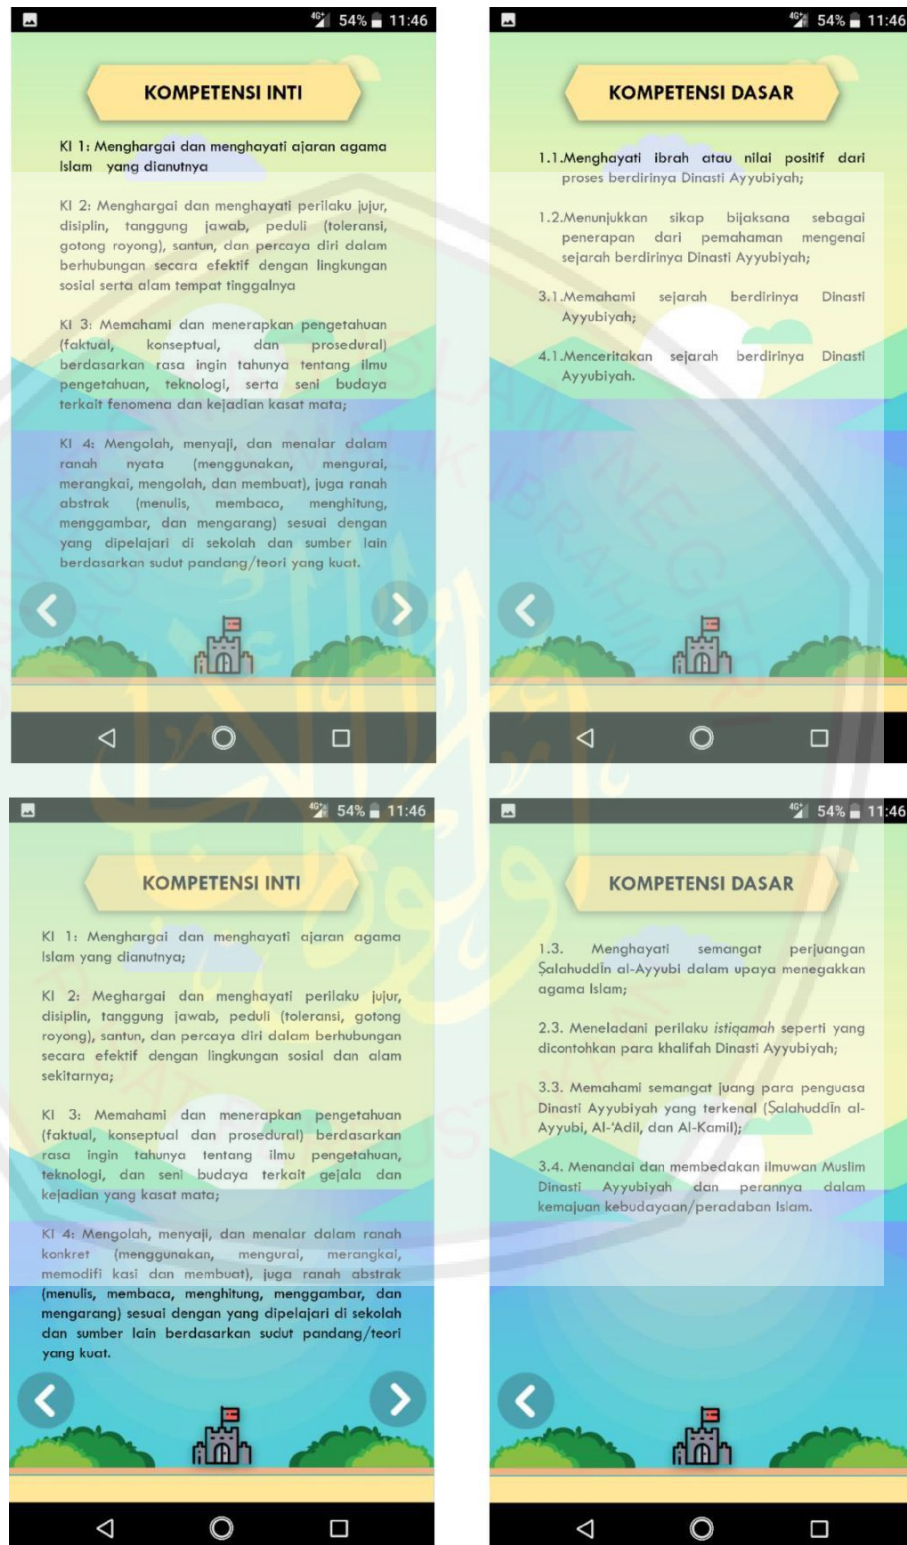 4G+ 54% 11:46
KOMPETENSI INTI
KI 1: Menghargai dan menghayati ajaran agama
Islam yang dianutnya
KI 2: Menghargai dan menghayati perilaku jujur,
disiplin, tanggung jawab, peduli (toleransi,
gotong royong), santun, dan percaya diri dalam
berhubungan secara efektif dengan lingkungan
sosial serta alam tempat tinggalnya
KI 3: Memahami dan menerapkan pengetahuan
(faktual, konseptual, dan prosedural)
berdasarkan rasa ingin tahunya tentang ilmu
pengetahuan, teknologi, serta seni budaya
terkait fenomena dan kejadian kasat mata;
KI 4: Mengolah, menyaji, dan menalar dalam
ranah nyata (menggunakan, mengurai,
merangkai, mengolah, dan membuat), juga ranah
abstrak (menulis, membaca, menghitung,
menggambar, dan mengarang) sesuai dengan
yang dipelajari di sekolah dan sumber lain
berdasarkan sudut pandang/teori yang kuat.
4G+ 54% 11:46
KOMPETENSI DASAR
1.1.Menghayati ibrah atau nilai positif dari
proses berdirinya Dinasti Ayyubiyah;
1.2.Menunjukkan sikap bijaksana sebagai
penerapan dari pemahaman mengenai
sejarah berdirinya Dinasti Ayyubiyah;
3.1.Memahami sejarah berdirinya Dinasti
Ayyubiyah;
4.1.Menceritakan sejarah berdirinya Dinasti
Ayyubiyah.
4G+ 54% 11:46
KOMPETENSI INTI
KI 1: Menghargai dan menghayati ajaran agama
Islam yang dianutnya;
KI 2: Meghargai dan menghayati perilaku jujur,
disiplin, tanggung jawab, peduli (toleransi, gotong
royong), santun, dan percaya diri dalam berhubungan
secara efektif dengan lingkungan sosial dan alam
sekitarnya;
KI 3: Memahami dan menerapkan pengetahuan
(faktual, konseptual dan prosedural) berdasarkan
rasa ingin tahunya tentang ilmu pengetahuan,
teknologi, dan seni budaya terkait gejala dan
kejadian yang kasat mata;
KI 4: Mengolah, menyaji, dan menalar dalam ranah
konkret (menggunakan, mengurai, merangkai,
memodifi kasi dan membuat), juga ranah abstrak
(menulis, membaca, menghitung, menggambar, dan
mengarang) sesuai dengan yang dipelajari di sekolah
dan sumber lain berdasarkan sudut pandang/teori
yang kuat.
4G+ 54% 11:46
KOMPETENSI DASAR
1.3. Menghayati semangat perjuangan
Ṣalahuddīn al-Ayyubi dalam upaya menegakkan
agama Islam;
2.3. Meneladani perilaku istiqamah seperti yang
dicontohkan para khalifah Dinasti Ayyubiyah;
3.3. Memahami semangat juang para penguasa
Dinasti Ayyubiyah yang terkenal (Ṣalahuddīn al-
Ayyubi, Al-‘Adil, dan Al-Kamil);
3.4. Menandai dan membedakan ilmuwan Muslim
Dinasti Ayyubiyah dan perannya dalam
kemajuan kebudayaan/peradaban Islam.